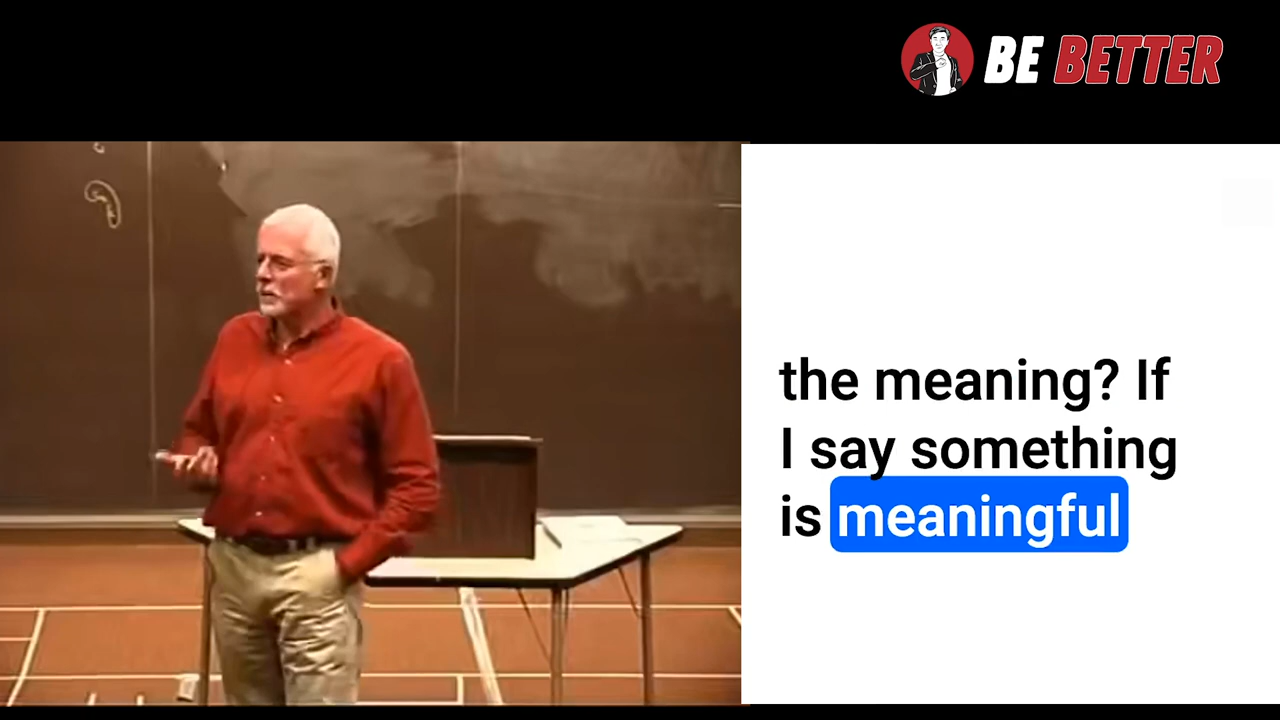 BE BETTER
the meaning? If
I say something
is meaningful